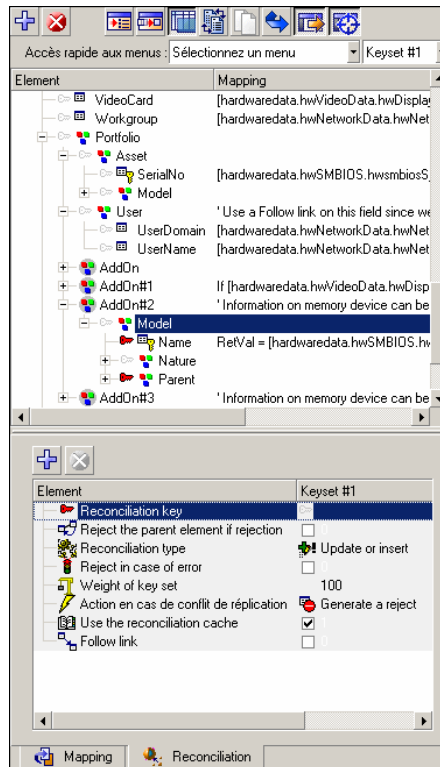 Accès rapide aux menus : Sélectionnez un menu Keyset #1
Element Mapping
VideoCard [hardwaredata.hwVideoData.hwDisplay
Workgroup [hardwaredata.hwNetworkData.hwNet
Portfolio
Asset
SerialNo [hardwaredata.hwSMBIOS.hwsmbiosS
Model
User ' Use a Follow link on this field since we
UserDomain [hardwaredata.hwNetworkData.hwNet
UserName [hardwaredata.hwNetworkData.hwNet
AddOn
AddOn#1 If [hardwaredata.hwVideoData.hwDisp
AddOn#2 ' Information on memory device can be
Model
Name RetVal = [hardwaredata.hwSMBIOS.hw
Nature
Parent
AddOn#3 ' Information on memory device can be
Element Keyset #1
Reconciliation key
Reject the parent element if rejection
Reconciliation type Update or insert
Reject in case of error
Weight of key set 100
Action en cas de conflit de réplication Generate a reject
Use the reconciliation cache
Follow link
Mapping Reconciliation